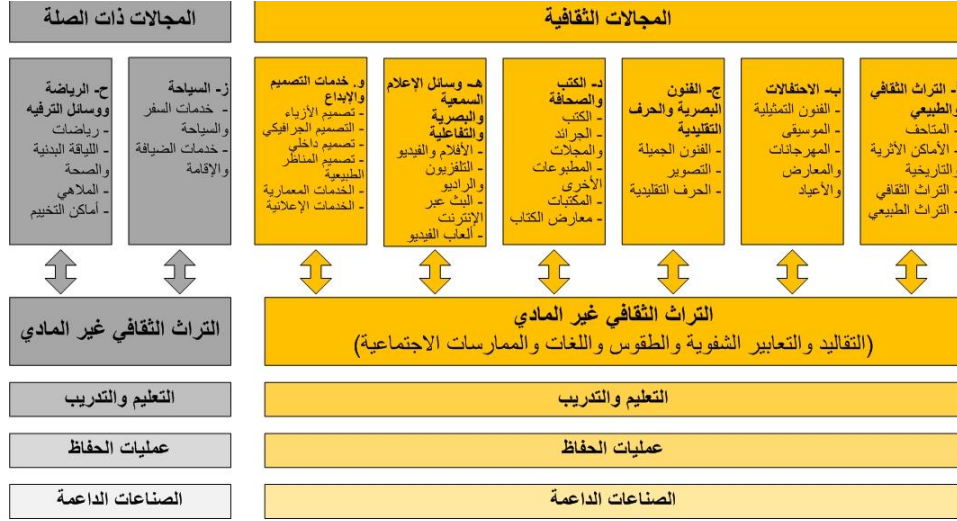 المجالات الثقافية
المجالات ذات الصلة
أ- التراث الثقافي
والطبيعي
- المتاحف
- الأماكن الأثرية
والتاريخية
- التراث الثقافي
- التراث الطبيعي
ب- الاحتفالات
- الفنون التمثيلية
- الموسيقى
- المهرجانات
والمعارض
والأعياد
ج- الفنون
البصرية والحرف
التقليدية
- الفنون الجميلة
- التصوير
- الحرف التقليدية
د- الكتب
والصحافة
- الكتب
- الجرائد
والمجلات
- المطبوعات
الأخرى
- المكتبات
- معارض الكتاب
هـ- وسائل الإعلام
السمعية
والبصرية
والتفاعلية
- الأفلام والفيديو
- التلفزيون
والراديو
- البث عبر
الإنترنت
- ألعاب الفيديو
و. خدمات التصميم
والإبداع
- تصميم الأزياء
- التصميم الجرافيكي
- تصميم داخلي
- تصميم المناظر
الطبيعية
- الخدمات المعمارية
- الخدمات الإعلانية
ز- السياحة
- خدمات السفر
والسياحة
- خدمات الضيافة
والإقامة
ح- الرياضة
ووسائل الترفيه
- رياضات
- اللياقة البدنية
والصحة
- الملاهي
- أماكن التخييم
التراث الثقافي غير المادي
(التقاليد والتعابير الشفوية والطقوس واللغات والممارسات الاجتماعية)
التراث الثقافي غير المادي
التعليم والتدريب
التعليم والتدريب
عمليات الحفاظ
عمليات الحفاظ
الصناعات الداعمة
الصناعات الداعمة